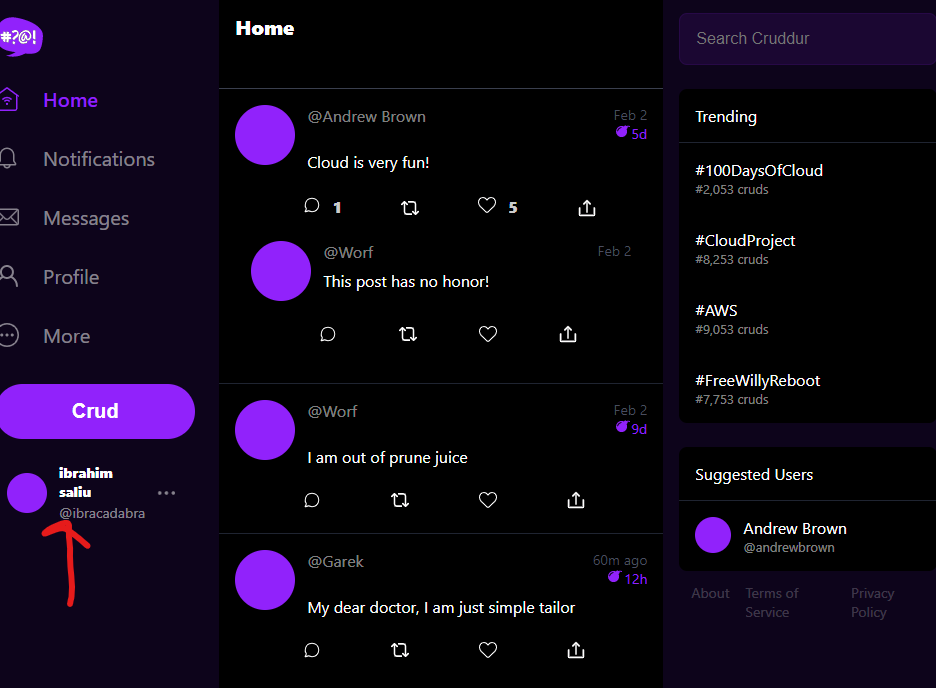 #?@!
Home
Notifications
Messages
Profile
More
Crud
ibrahim
saliu
@ibracadabra
Home
@Andrew Brown
Feb 2
5d
Cloud is very fun!
1
5
@Worf
Feb 2
This post has no honor!
@Worf
Feb 2
9d
I am out of prune juice
@Garek
60m ago
12h
My dear doctor, I am just simple tailor
Search Cruddur
Trending
#100DaysOfCloud
#2,053 cruds
#CloudProject
#8,253 cruds
#AWS
#9,053 cruds
#FreeWillyReboot
#7,753 cruds
Suggested Users
Andrew Brown
@andrewbrown
About
Terms of
Service
Privacy
Policy